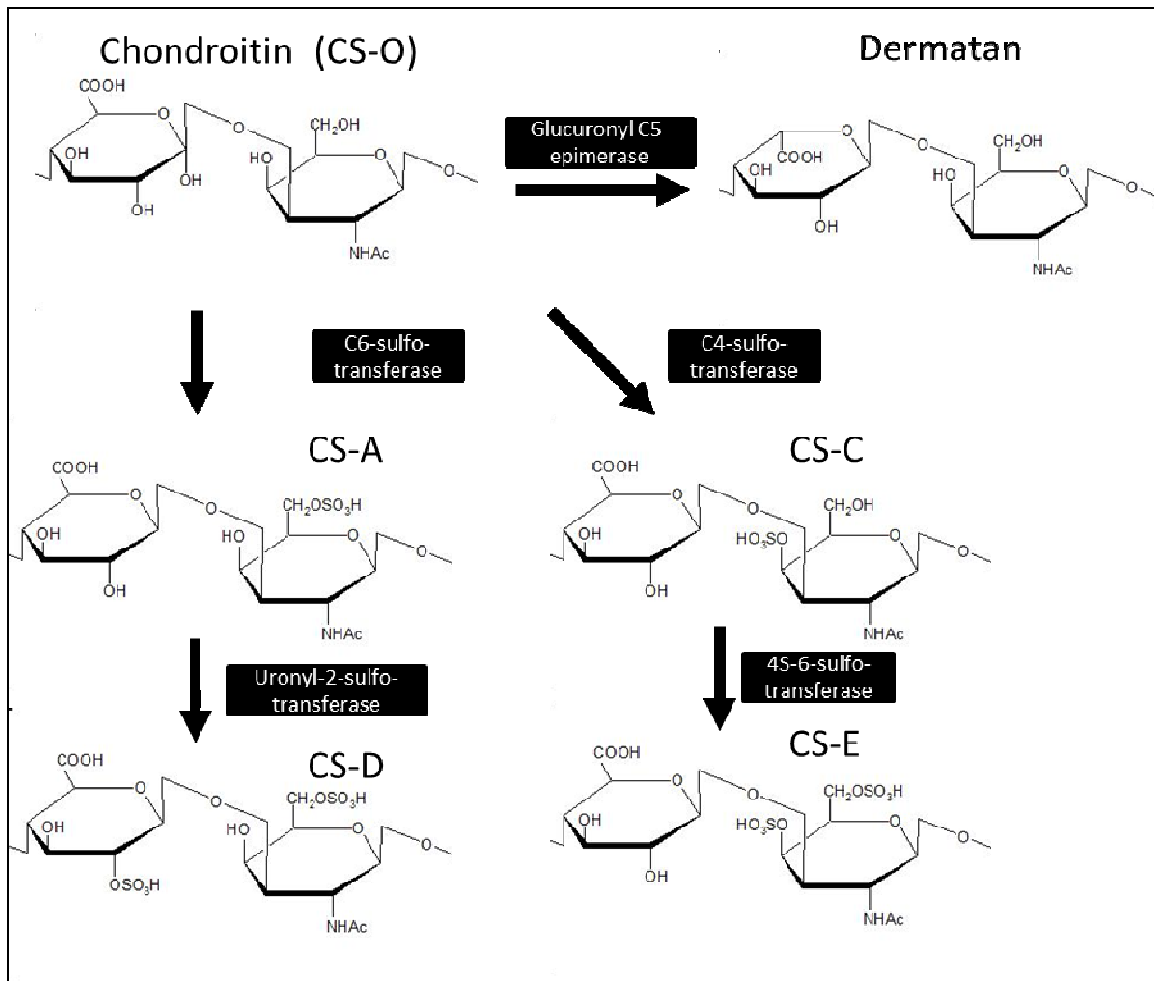 Chondroitin (CS-O)
Dermatan
COOH
O
O
OH
OH
OH
CH₂OH
HO
O
O
NHAc
Glucuronyl C5
epimerase
O
COOH
OH
OH
O
CH₂OH
HO
O
O
NHAc
C6-sulfo-
transferase
C4-sulfo-
transferase
CS-A
COOH
O
O
OH
OH
CH₂OSO₃H
HO
O
O
NHAc
CS-C
COOH
O
O
OH
OH
CH₂OH
HO₃SO
O
O
NHAc
Uronyl-2-sulfo-
transferase
4S-6-sulfo-
transferase
CS-D
COOH
O
O
OH
OSO₃H
CH₂OSO₃H
HO
O
O
NHAc
CS-E
COOH
O
O
OH
OH
CH₂OSO₃H
HO₃SO
O
O
NHAc